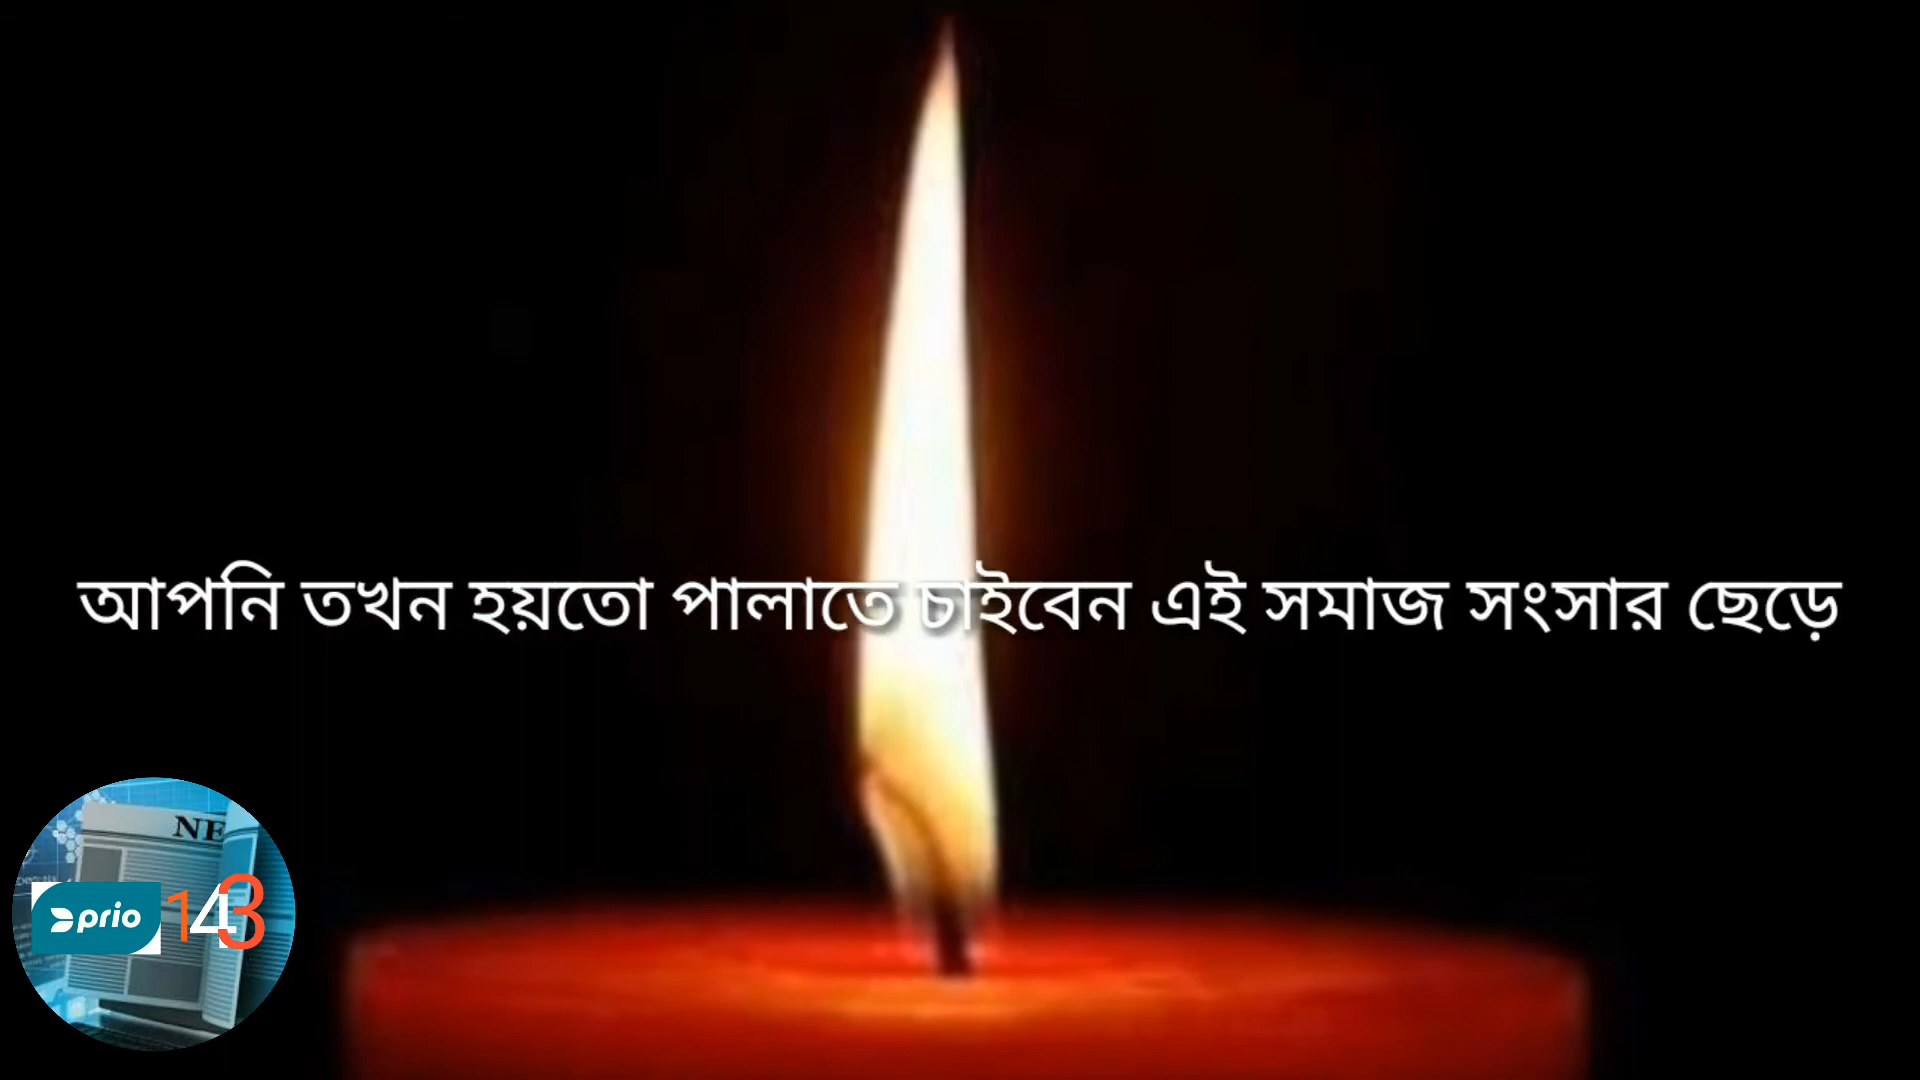 আপনি তখন হয়তো পালাতে চাইবেন এই সমাজ সংসার ছেড়ে
NE
prio 143